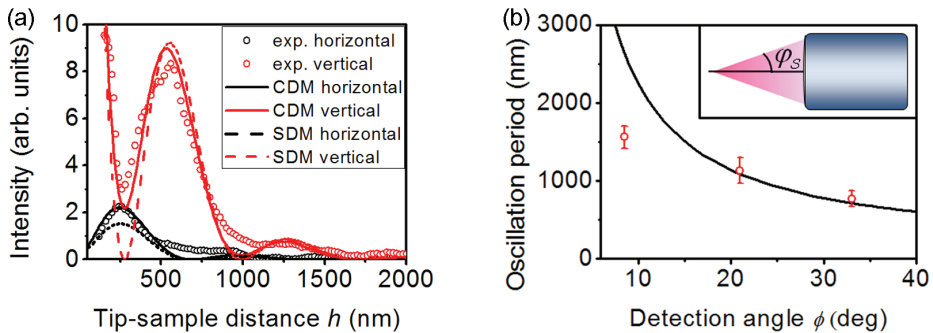 (a)
Intensity (arb. units)
10
8
6
4
2
0
exp. horizontal
exp. vertical
CDM horizontal
CDM vertical
SDM horizontal
SDM vertical
500
1000
1500
2000
Tip-sample distance h (nm)
(b)
Oscillation period (nm)
3000
2000
1000
0
φs
10
20
30
40
Detection angle ϕ (deg)